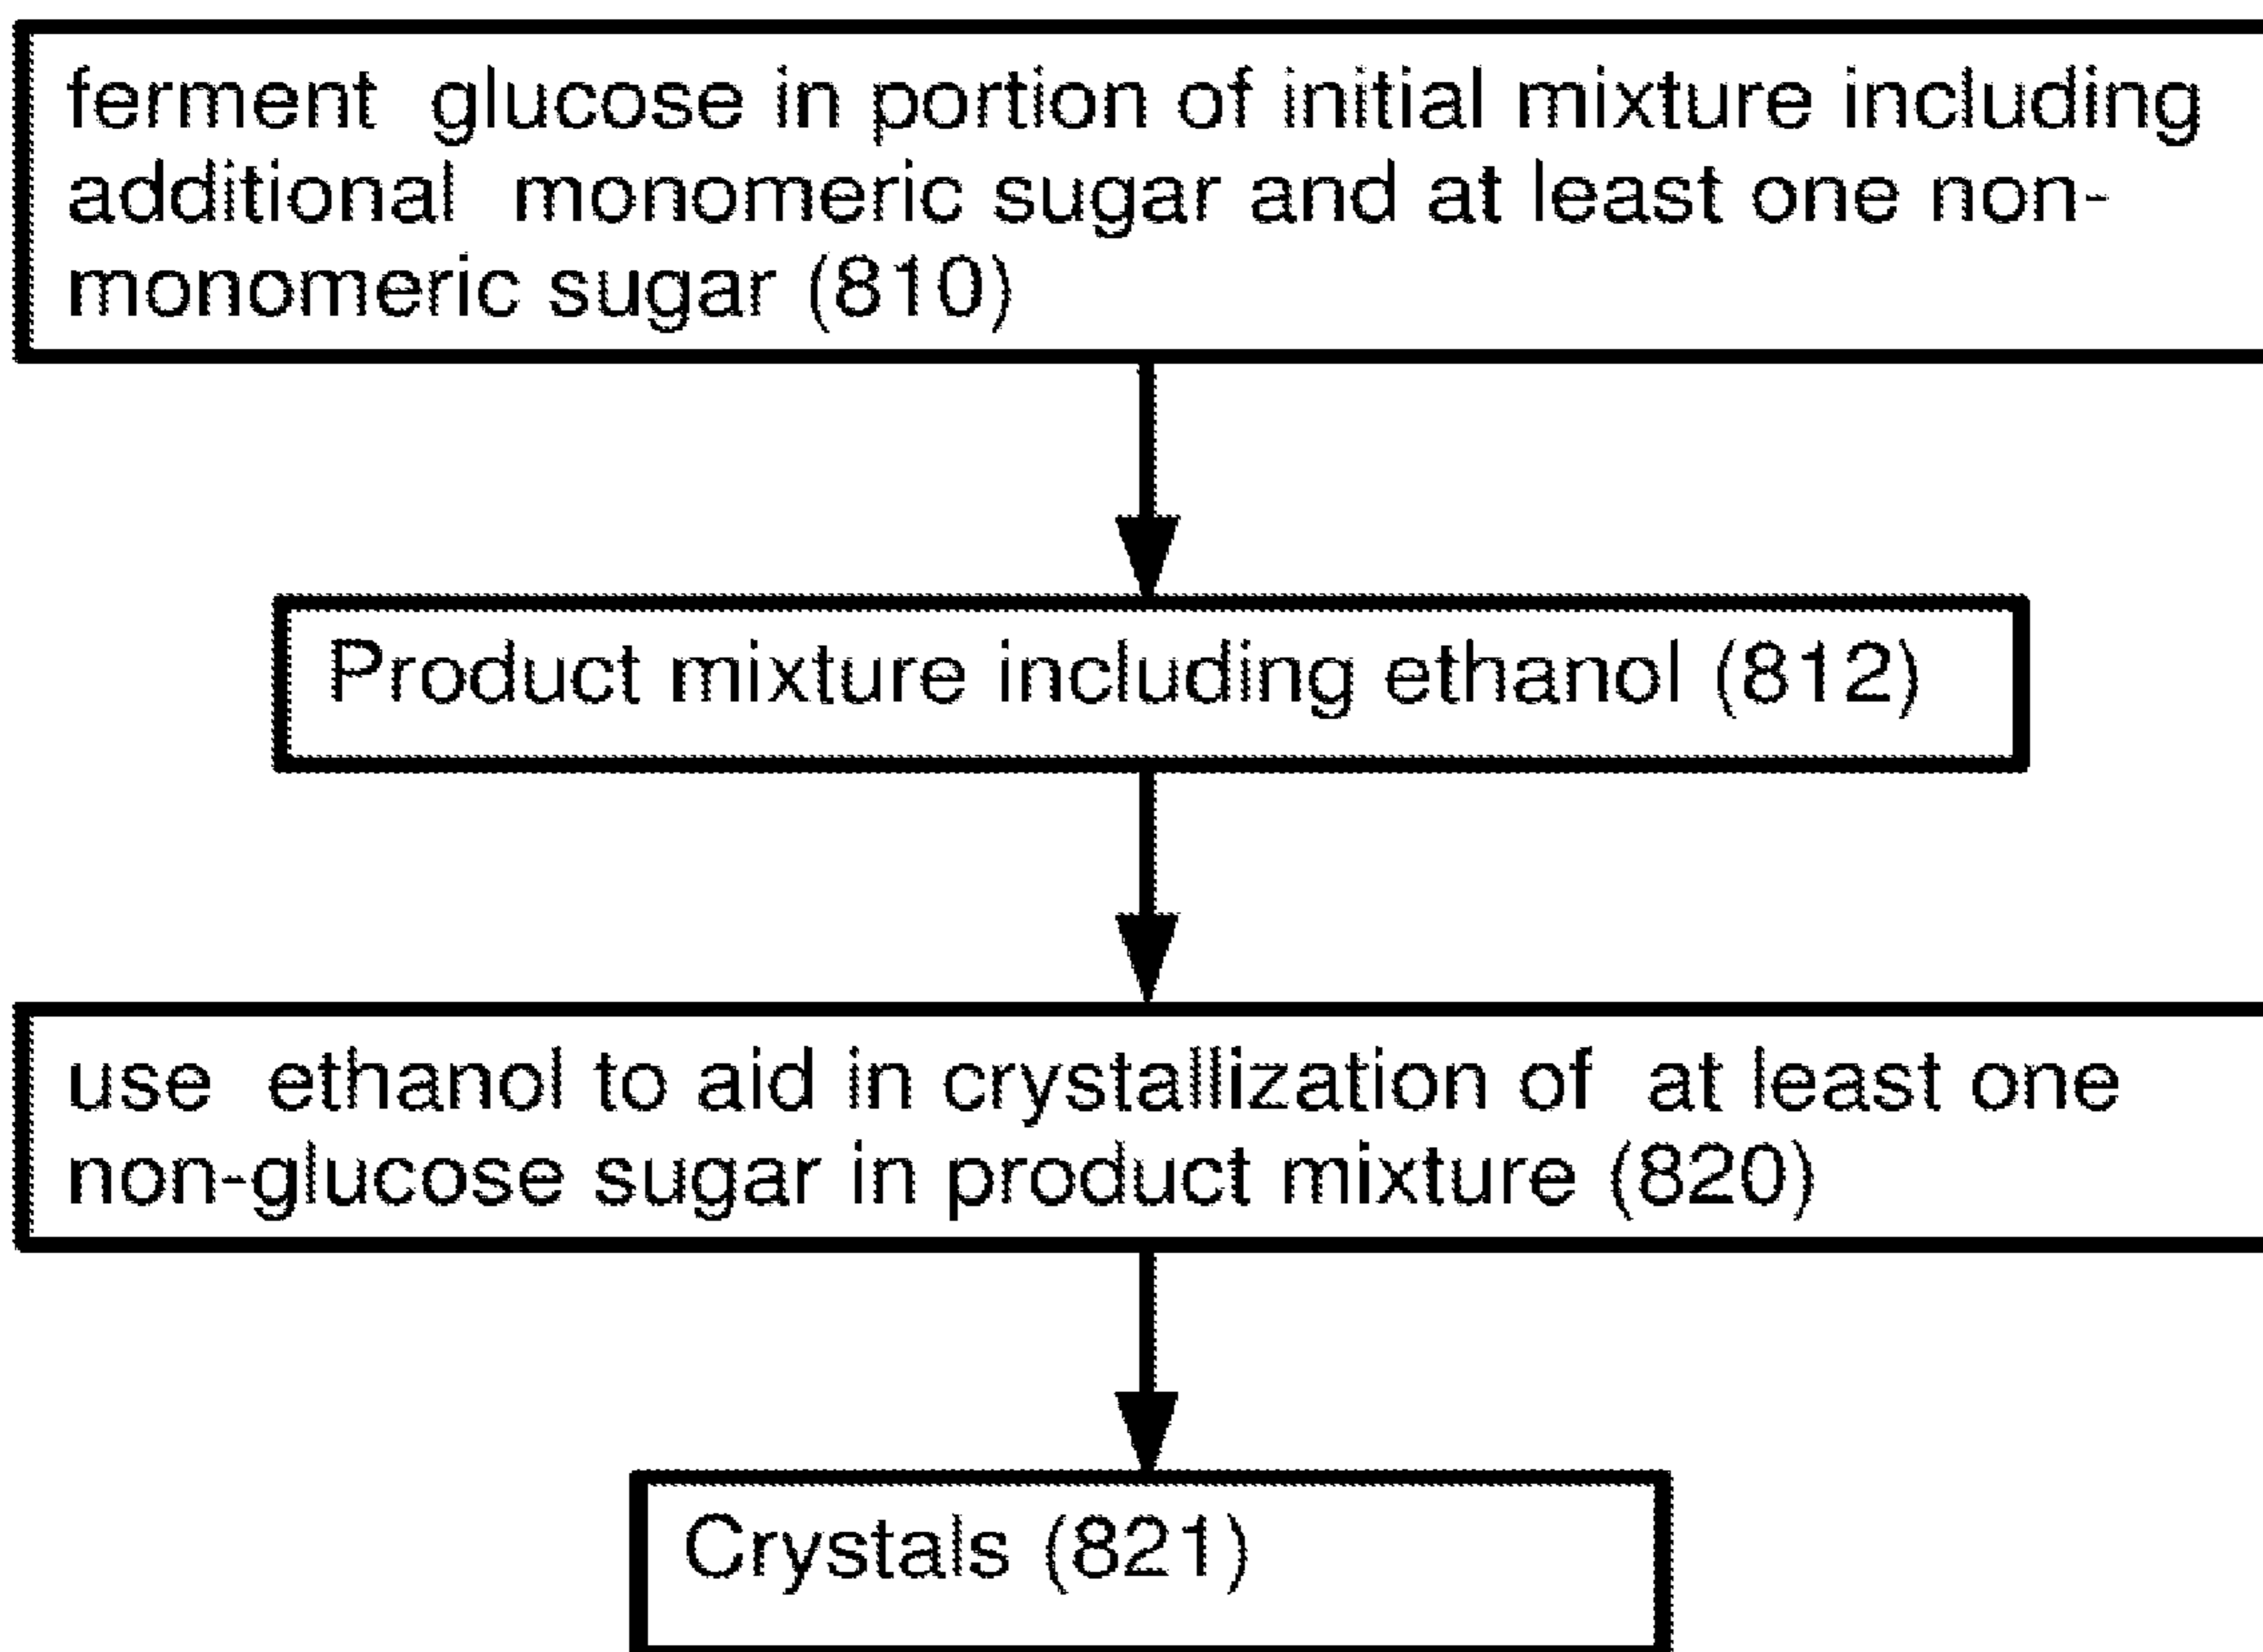 ferment glucose in portion of initial mixture including
additional monomeric sugar and at least one non-
monomeric sugar (810)
Product mixture including ethanol (812)
use ethanol to aid in crystallization of at least one
non-glucose sugar in product mixture (820)
Crystals (821)